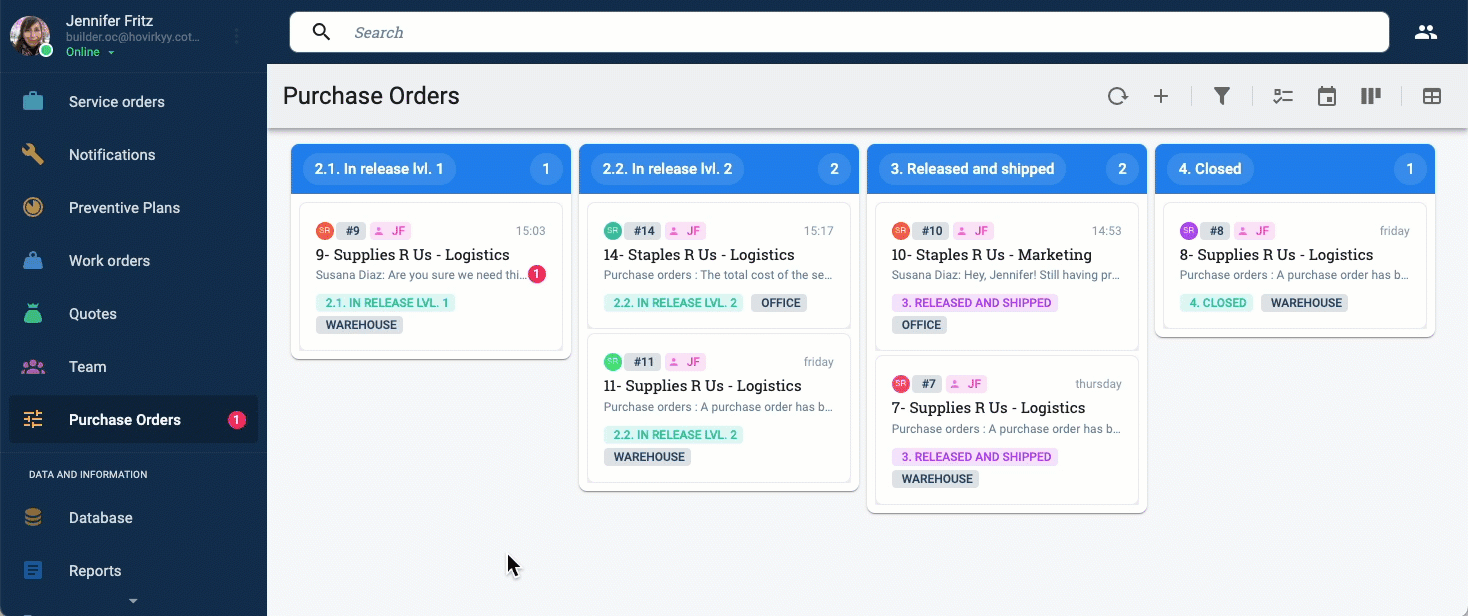 Jennifer Fritz
builder.oc@hovirkyy.cot...
Online
Search
Service orders
Notifications
Preventive Plans
Work orders
Quotes
Team
Purchase Orders
1
DATA AND INFORMATION
Database
Reports
Purchase Orders
2.1. In release lvl. 1
1
SR #9 JF 15:03
9- Supplies R Us - Logistics
Susana Diaz: Are you sure we need thi...
1
2.1. IN RELEASE LVL. 1
WAREHOUSE
2.2. In release lvl. 2
2
SR #14 JF 15:17
14- Staples R Us - Logistics
Purchase orders : The total cost of the se...
2.2. IN RELEASE LVL. 2 OFFICE
SR #11 JF friday
11- Supplies R Us - Logistics
Purchase orders : A purchase order has b...
2.2. IN RELEASE LVL. 2
WAREHOUSE
3. Released and shipped
2
SR #10 JF 14:53
10- Staples R Us - Marketing
Susana Diaz: Hey, Jennifer! Still having pr...
3. RELEASED AND SHIPPED
OFFICE
SR #7 JF thursday
7- Supplies R Us - Logistics
Purchase orders : A purchase order has b...
3. RELEASED AND SHIPPED
WAREHOUSE
4. Closed
1
SR #8 JF friday
8- Supplies R Us - Logistics
Purchase orders : A purchase order has b...
4. CLOSED WAREHOUSE